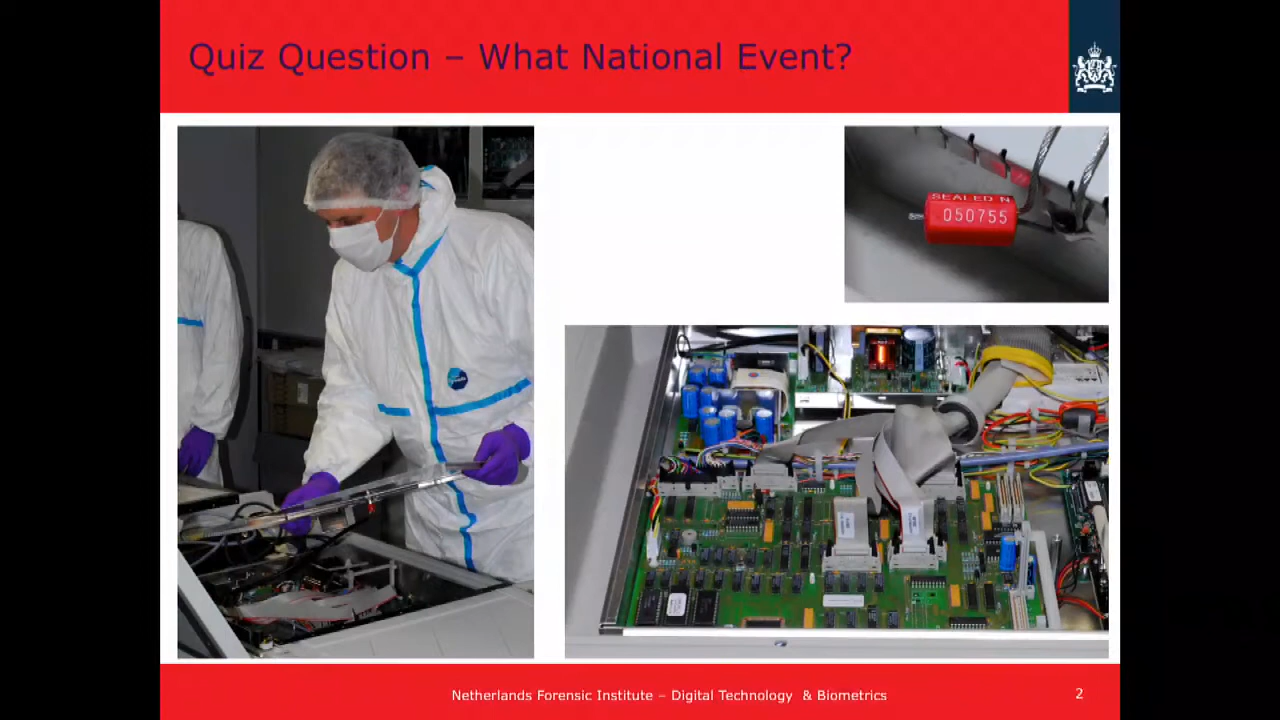 Quiz Question – What National Event?
SEALED N
050755
Netherlands Forensic Institute – Digital Technology & Biometrics
2